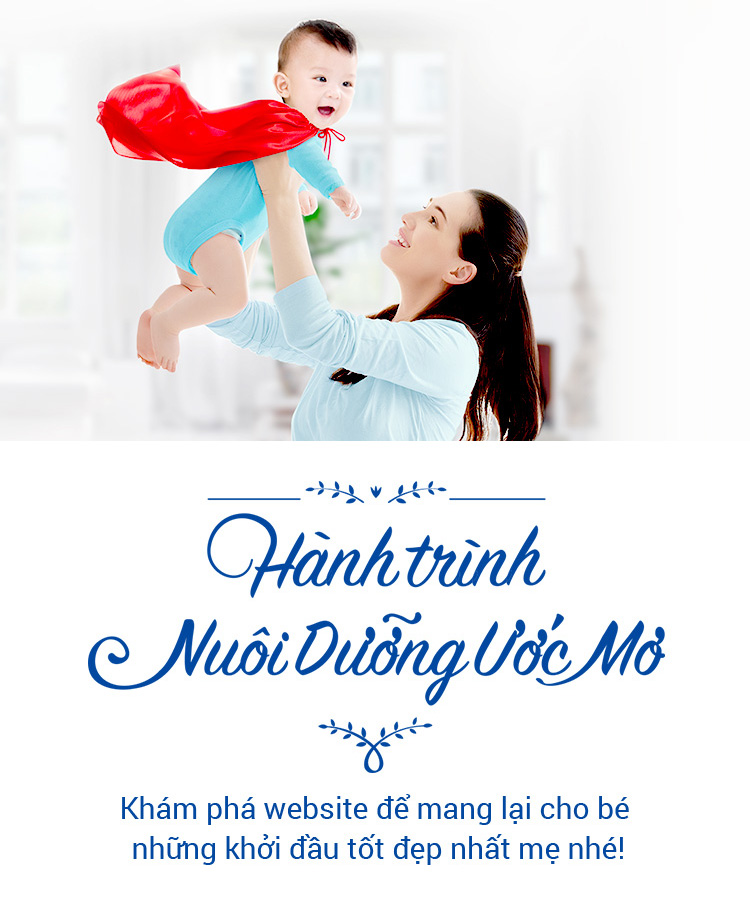 Hành trình
Nuôi Dưỡng Ước Mơ
Khám phá website để mang lại cho bé
những khởi đầu tốt đẹp nhất mẹ nhé!